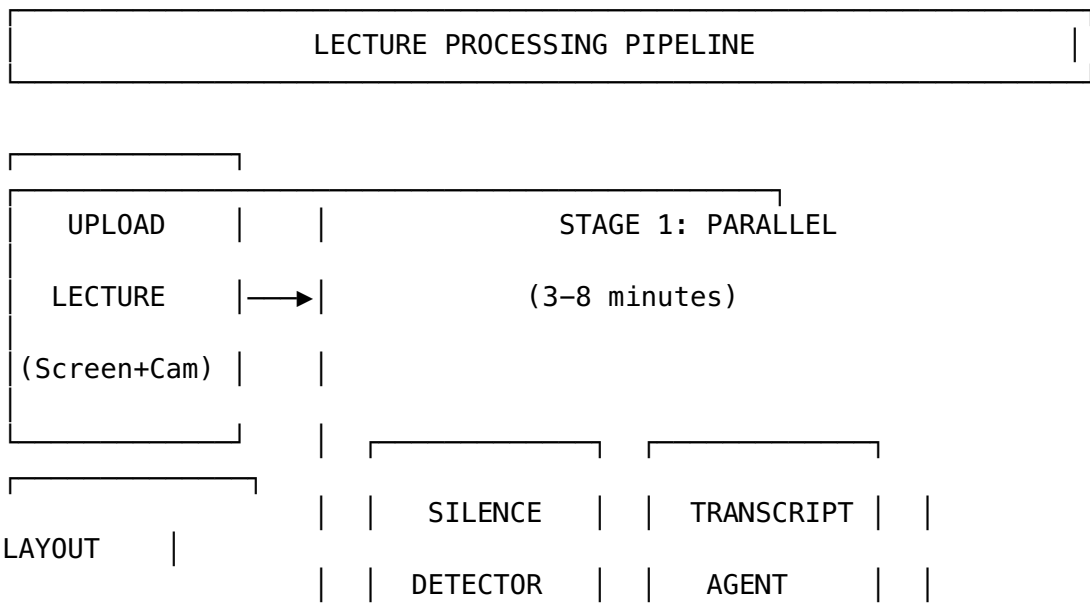 LECTURE PROCESSING PIPELINE
UPLOAD STAGE 1: PARALLEL
LECTURE (3–8 minutes)
(Screen+Cam)
SILENCE TRANSCRIPT
LAYOUT
DETECTOR AGENT